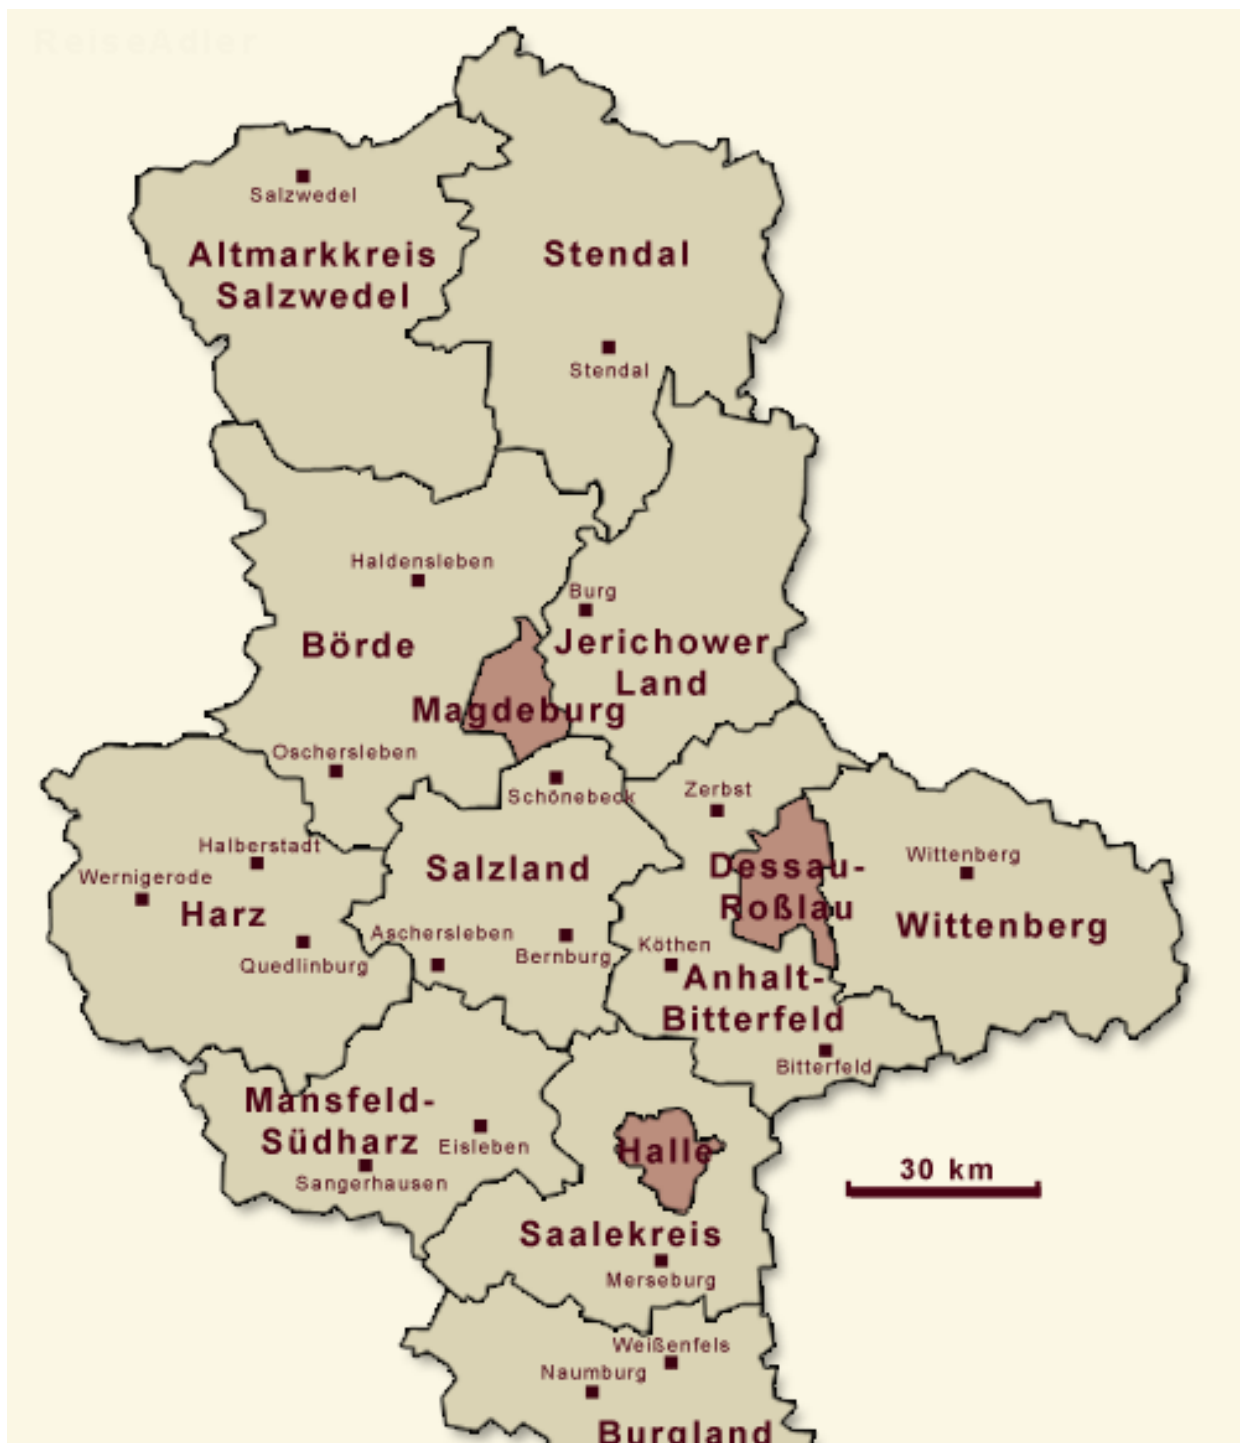 ReiseAdler
Salzwedel
Altmarkkreis
Salzwedel
Stendal
Stendal
Haldensleben
Burg
Börde
Jerichower
Land
Magdeburg
Oschersleben
Schönebeck
Zerbst
Halberstadt
Wernigerode
Harz
Quedlinburg
Salzland
Aschersleben
Bernburg
Dessau-
Roßlau
Wittenberg
Wittenberg
Köthen
Anhalt-
Bitterfeld
Bitterfeld
Mansfeld-
Südharz
Eisleben
Sangerhausen
Halle
30 km
Saalekreis
Merseburg
Weißenfels
Naumburg
Burgland